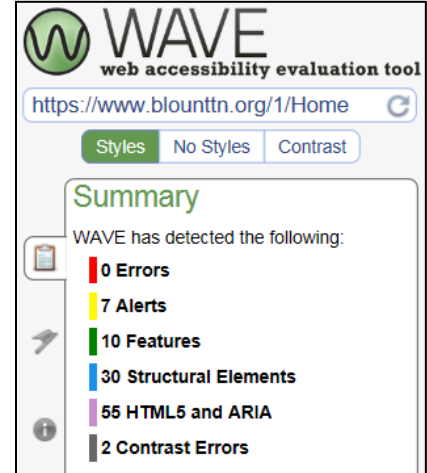 WAVE
web accessibility evaluation tool
https://www.blounttn.org/1/Home
Styles No Styles Contrast
Summary
WAVE has detected the following:
0 Errors
7 Alerts
10 Features
30 Structural Elements
55 HTML5 and ARIA
2 Contrast Errors